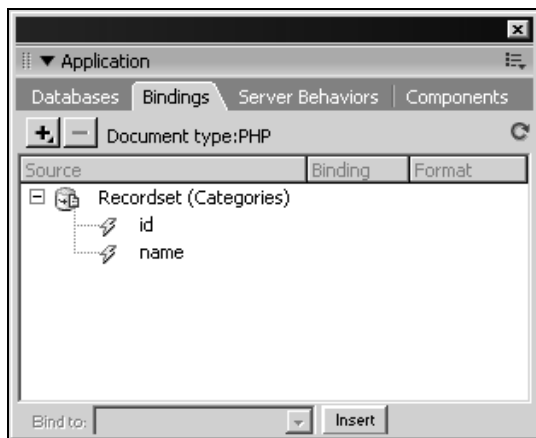 Application
Databases Bindings Server Behaviors Components
Document type:PHP
Source Binding Format
Recordset (Categories)
id
name
Bind to: Insert